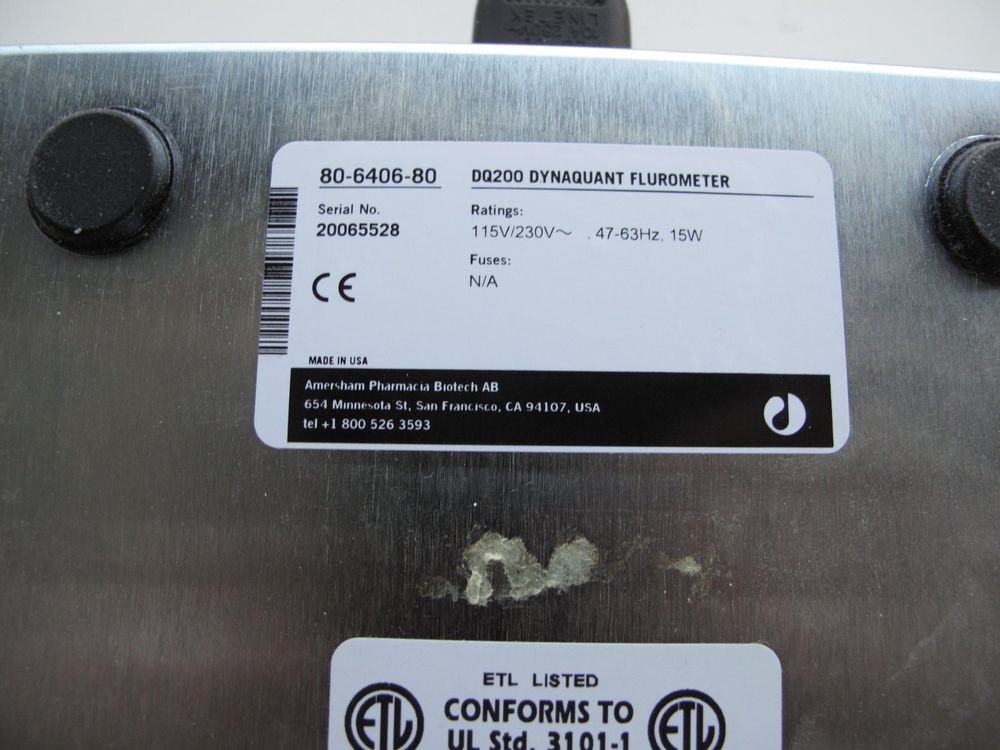 80-6406-80 DQ200 DYNAQUANT FLUROMETER
Serial No.
20065528
Ratings:
115V/230V～ . 47-63Hz, 15W
Fuses:
N/A
CE
MADE IN USA
Amersham Pharmacia Biotech AB
654 Minnesota St, San Francisco, CA 94107, USA
tel +1 800 526 3593
ETL LISTED
ETL CONFORMS TO ETL
UL Std. 3101-1